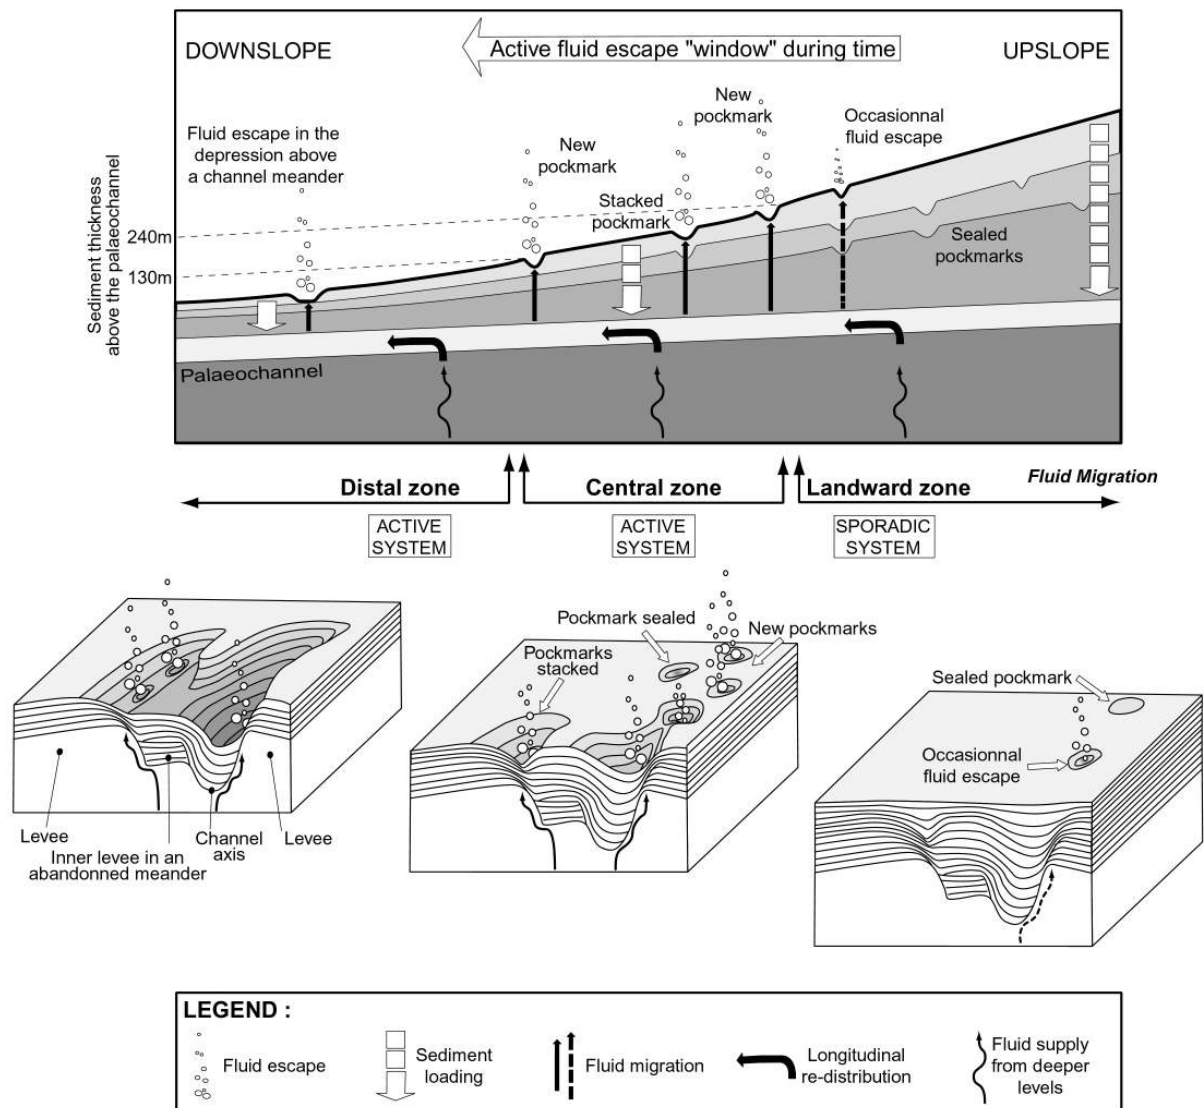 DOWNSLOPE
Active fluid escape "window" during time
UPSLOPE
Fluid escape in the
depression above
a channel meander
New
pockmark
New
pockmark
Occasionnal
fluid escape
Stacked
pockmark
Sealed
pockmarks
Sediment thickness
above the palaeochannel
240m
130m
Palaeochannel
Distal zone
Central zone
Landward zone
Fluid Migration
ACTIVE
SYSTEM
ACTIVE
SYSTEM
SPORADIC
SYSTEM
Levee
Inner levee in an
abandonned meander
Channel
axis
Levee
Pockmark sealed
New pockmarks
Pockmarks
stacked
Sealed pockmark
Occasionnal
fluid escape
LEGEND :
Fluid escape
Sediment
loading
Fluid migration
Longitudinal
re-distribution
Fluid supply
from deeper
levels